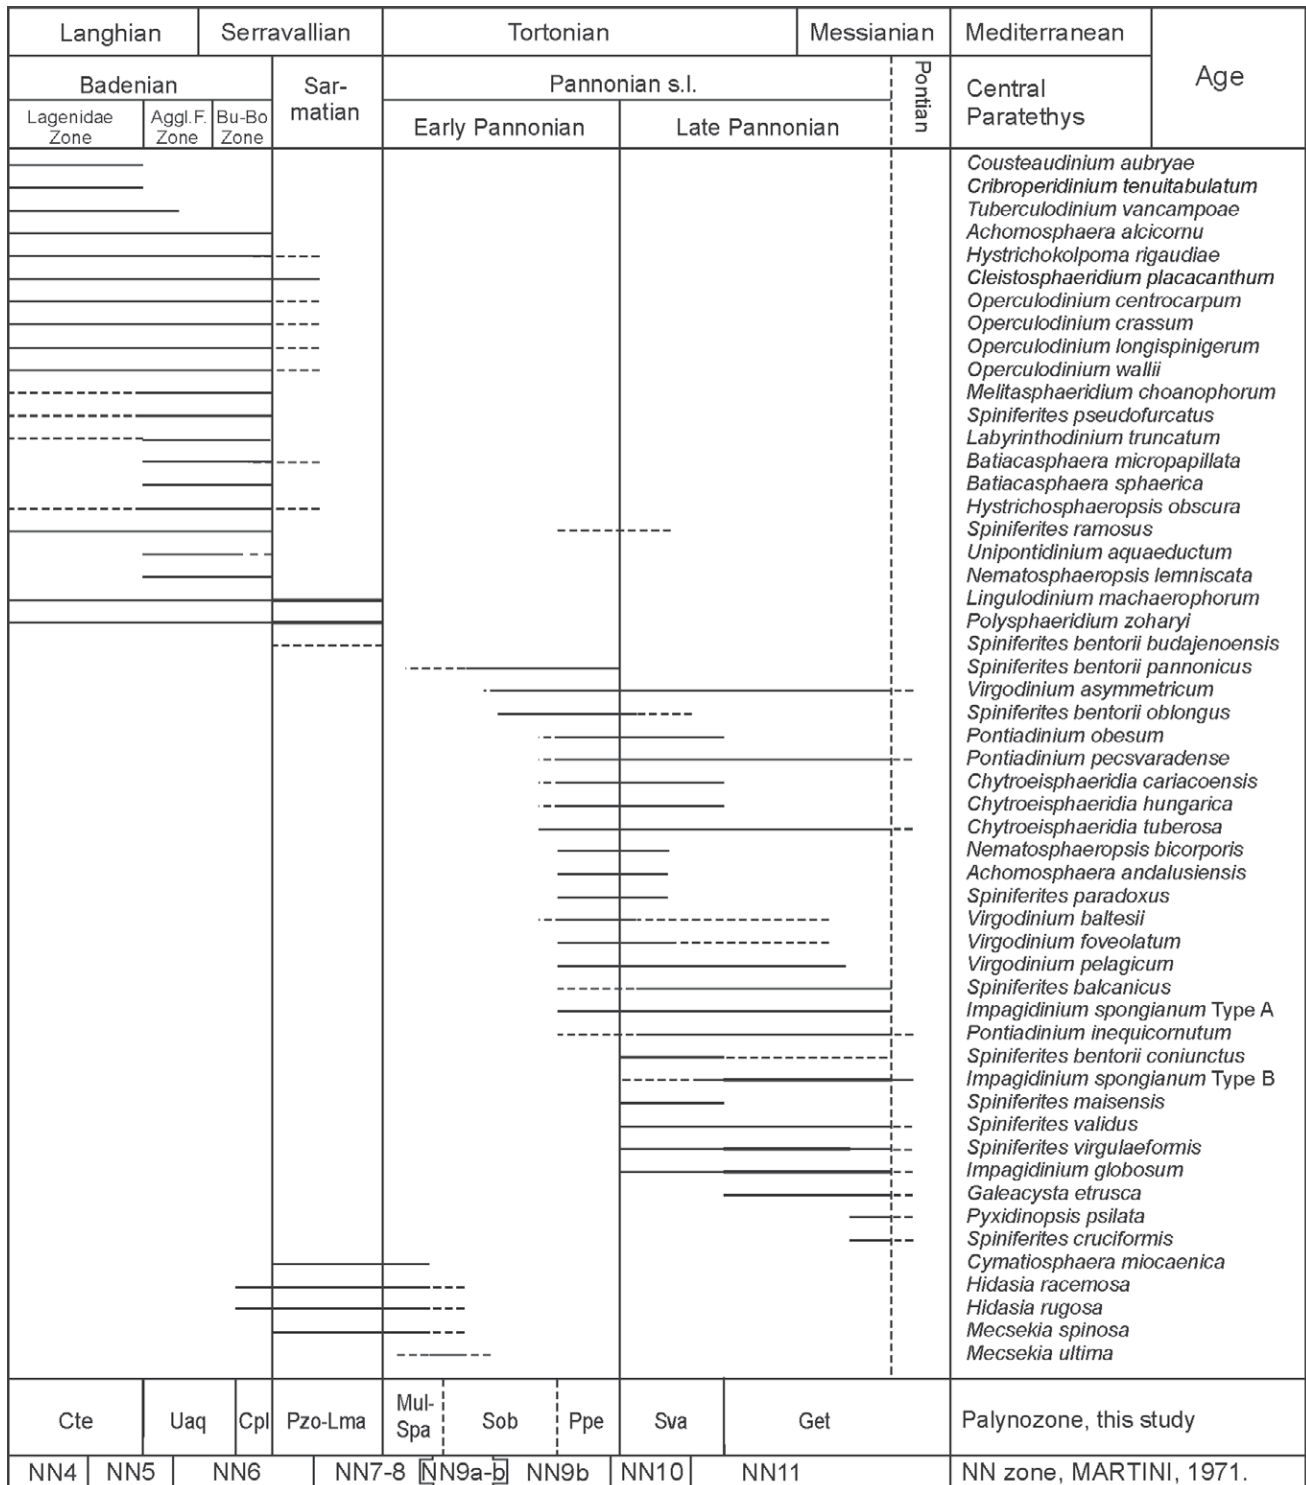 Langhian Serravallian Tortonian Messianian Mediterranean Age
Badenian Sar-
matian Pannonian s.l. Pontian Central
Paratethys
Lagenidae
Zone Aggl.F.
Zone Bu-Bo
Zone Early Pannonian Late Pannonian
Cousteaudinium aubryae
Cribroperidinium tenuitabulatum
Tuberculodinium vancampoae
Achomosphaera alcicornu
Hystrichokolpoma rigaudiae
Cleistosphaeridium placacanthum
Operculodinium centrocarpum
Operculodinium crassum
Operculodinium longispinigerum
Operculodinium wallii
Melitasphaeridium choanophorum
Spiniferites pseudofurcatus
Labyrinthodinium truncatum
Batiacasphaera micropapillata
Batiacasphaera sphaerica
Hystrichosphaeropsis obscura
Spiniferites ramosus
Unipontidinium aquaeductum
Nematosphaeropsis lemniscata
Lingulodinium machaerophorum
Polysphaeridium zoharyi
Spiniferites bentorii budajenoensis
Spiniferites bentorii pannonicus
Virgodinium asymmetricum
Spiniferites bentorii oblongus
Pontiadinium obesum
Pontiadinium pecsvaradense
Chytroeisphaeridia cariacoensis
Chytroeisphaeridia hungarica
Chytroeisphaeridia tuberosa
Nematosphaeropsis bicorporis
Achomosphaera andalusiensis
Spiniferites paradoxus
Virgodinium baltesii
Virgodinium foveolatum
Virgodinium pelagicum
Spiniferites balcanicus
Impagidinium spongianum Type A
Pontiadinium inequicornutum
Spiniferites bentorii coniunctus
Impagidinium spongianum Type B
Spiniferites maisensis
Spiniferites validus
Spiniferites virgulaeformis
Impagidinium globosum
Galeacysta etrusca
Pyxidinopsis psilata
Spiniferites cruciformis
Cymatiosphaera miocaenica
Hidasia racemosa
Hidasia rugosa
Mecsekia spinosa
Mecsekia ultima
Cte Uaq Cpl Pzo-Lma Mul-
Spa Sob Ppe Sva Get Palynozone, this study
NN4 NN5 NN6 NN7-8 NN9a-b NN9b NN10 NN11 NN zone, MARTINI, 1971.